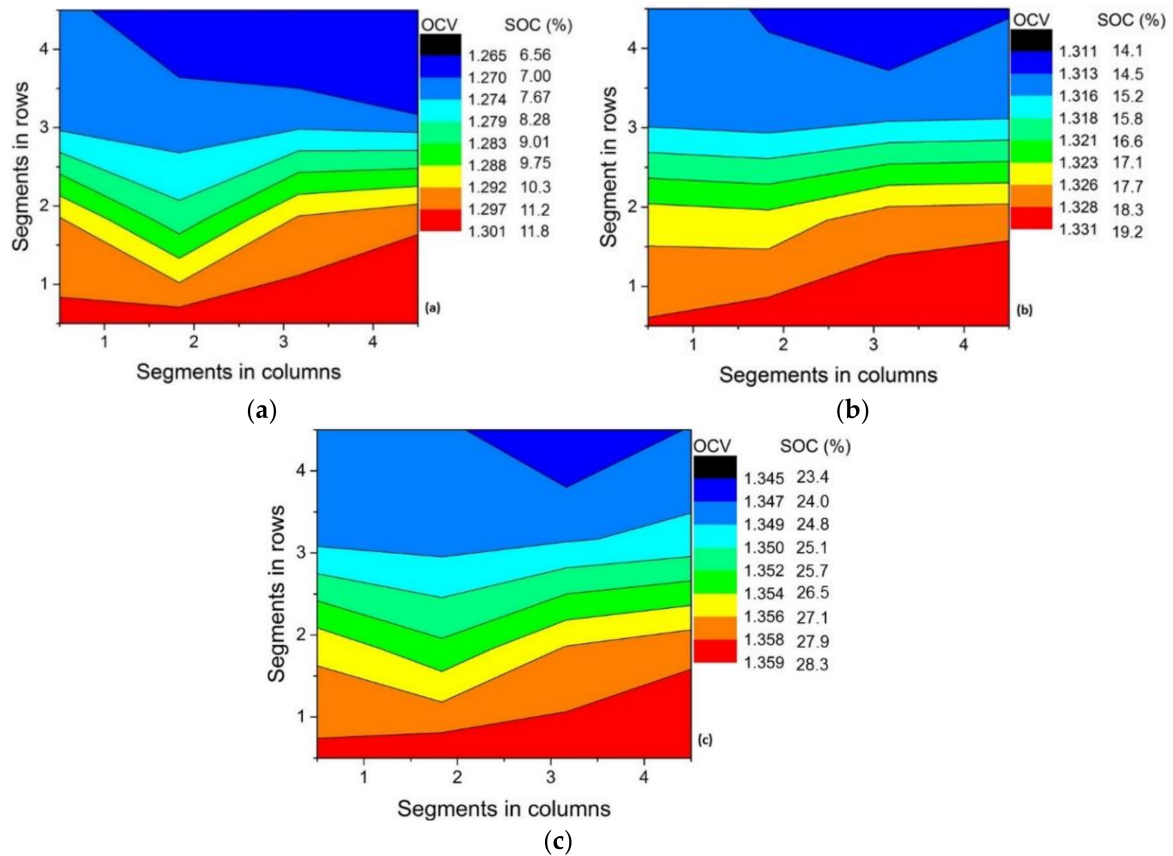 OCV SOC (%)
1.265 6.56
1.270 7.00
1.274 7.67
1.279 8.28
1.283 9.01
1.288 9.75
1.292 10.3
1.297 11.2
1.301 11.8
4
3
2
1
Segments in rows
(a)
1 2 3 4
Segments in columns
(a)
OCV SOC (%)
1.311 14.1
1.313 14.5
1.316 15.2
1.318 15.8
1.321 16.6
1.323 17.1
1.326 17.7
1.328 18.3
1.331 19.2
4
3
2
1
Segment in rows
(b)
1 2 3 4
Segements in columns
(b)
OCV SOC (%)
1.345 23.4
1.347 24.0
1.349 24.8
1.350 25.1
1.352 25.7
1.354 26.5
1.356 27.1
1.358 27.9
1.359 28.3
4
3
2
1
Segments in rows
(c)
1 2 3 4
Segments in columns
(c)